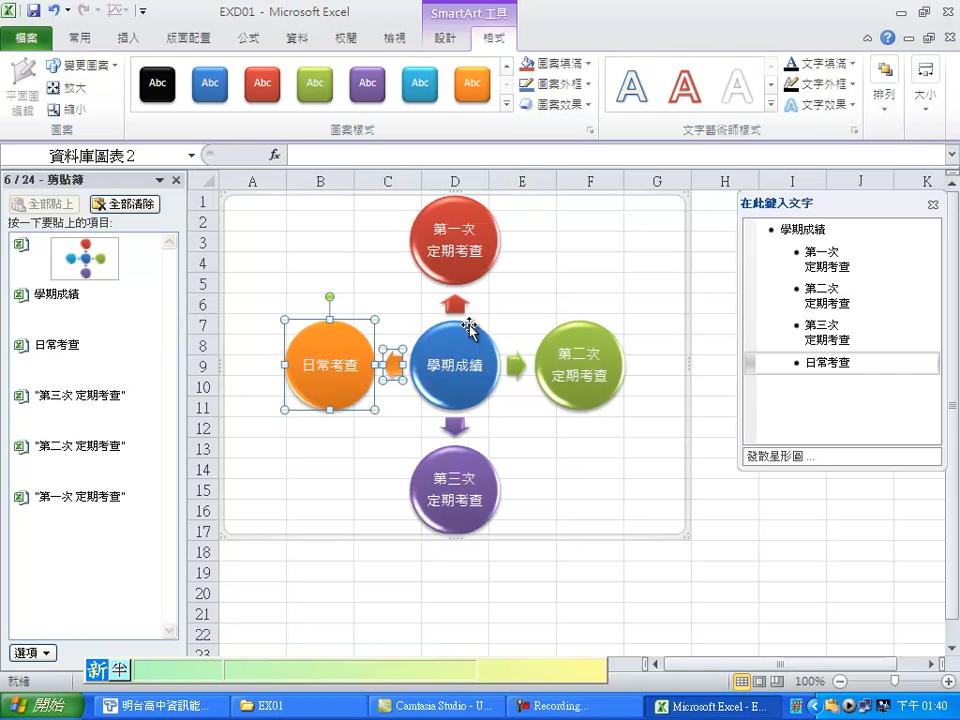 EXD01 - Microsoft Excel
SmartArt 工具
檔案
常用
插入
版面配置
公式
資料
校閱
檢視
設計
格式
平面圖
編輯
變更圖案
放大
縮小
圖案
Abc
Abc
Abc
Abc
Abc
Abc
Abc
圖案填滿
圖案外框
圖案效果
圖案樣式
文字填滿
文字外框
文字效果
文字藝術師樣式
排列
大小
資料庫圖表 2
fx
6 / 24 - 剪貼簿
全部貼上
全部清除
按一下要貼上的項目:
學期成績
日常考查
"第三次 定期考查"
"第二次 定期考查"
"第一次 定期考查"
選項
A B C D E F G H I J K
1
2
3
4
5
6
7
8
9
10
11
12
13
14
15
16
17
18
19
20
21
22
23
第一次
定期考查
日常考查
學期成績
第二次
定期考查
第三次
定期考查
在此鍵入文字
學期成績
第一次
定期考查
第二次
定期考查
第三次
定期考查
日常考查
發散星形圖 ...
新
半
就緒
100%
開始
明台高中資訊能...
EX01
Camtasia Studio - U...
Recording...
Microsoft Excel - E...
新
下午 01:40